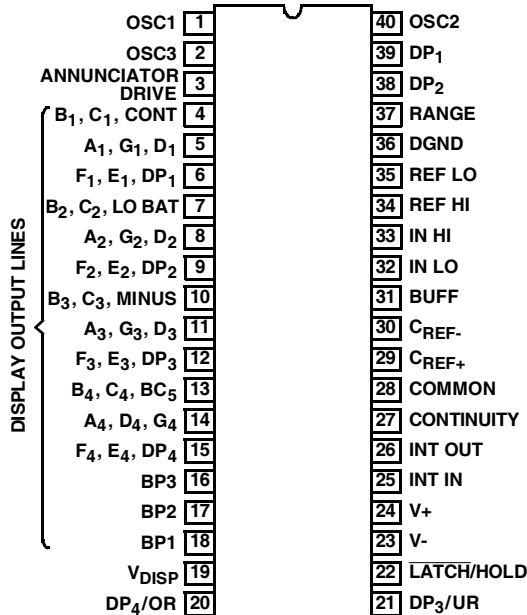 OSC1 1
OSC3 2
ANNUNCIATOR
DRIVE 3
B1, C1, CONT 4
A1, G1, D1 5
F1, E1, DP1 6
B2, C2, LO BAT 7
A2, G2, D2 8
F2, E2, DP2 9
B3, C3, MINUS 10
A3, G3, D3 11
F3, E3, DP3 12
B4, C4, BC5 13
A4, D4, G4 14
F4, E4, DP4 15
BP3 16
BP2 17
BP1 18
VDISP 19
DP4/OR 20
DISPLAY OUTPUT LINES
40 OSC2
39 DP1
38 DP2
37 RANGE
36 DGND
35 REF LO
34 REF HI
33 IN HI
32 IN LO
31 BUFF
30 CREF-
29 CREF+
28 COMMON
27 CONTINUITY
26 INT OUT
25 INT IN
24 V+
23 V-
22 LATCH/HOLD
21 DP3/UR